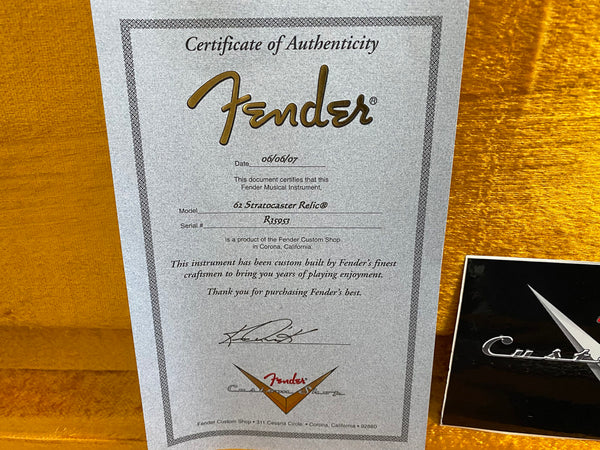 Certificate of Authenticity
Fender®
Date 06/06/07
This document certifies that this
Fender Musical Instrument.
Model 62 Stratocaster Relic®
Serial # R35053
is a product of the Fender Custom Shop
in Corona, California.
This instrument has been custom built by Fender's finest
craftsmen to bring you years of playing enjoyment.
Thank you for purchasing Fender's best.
Fender
Custom Shop
Fender Custom Shop • 311 Cessna Circle. • Corona, California • 92880
Custo